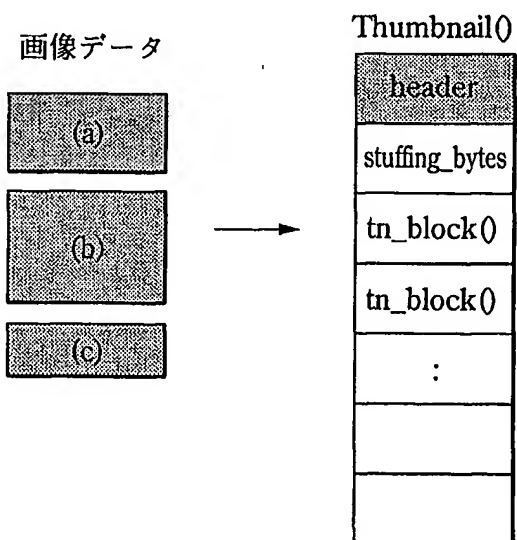 画像データ
(a)
(b)
(c)
Thumbnail()
header
stuffing_bytes
tn_block()
tn_block()
: